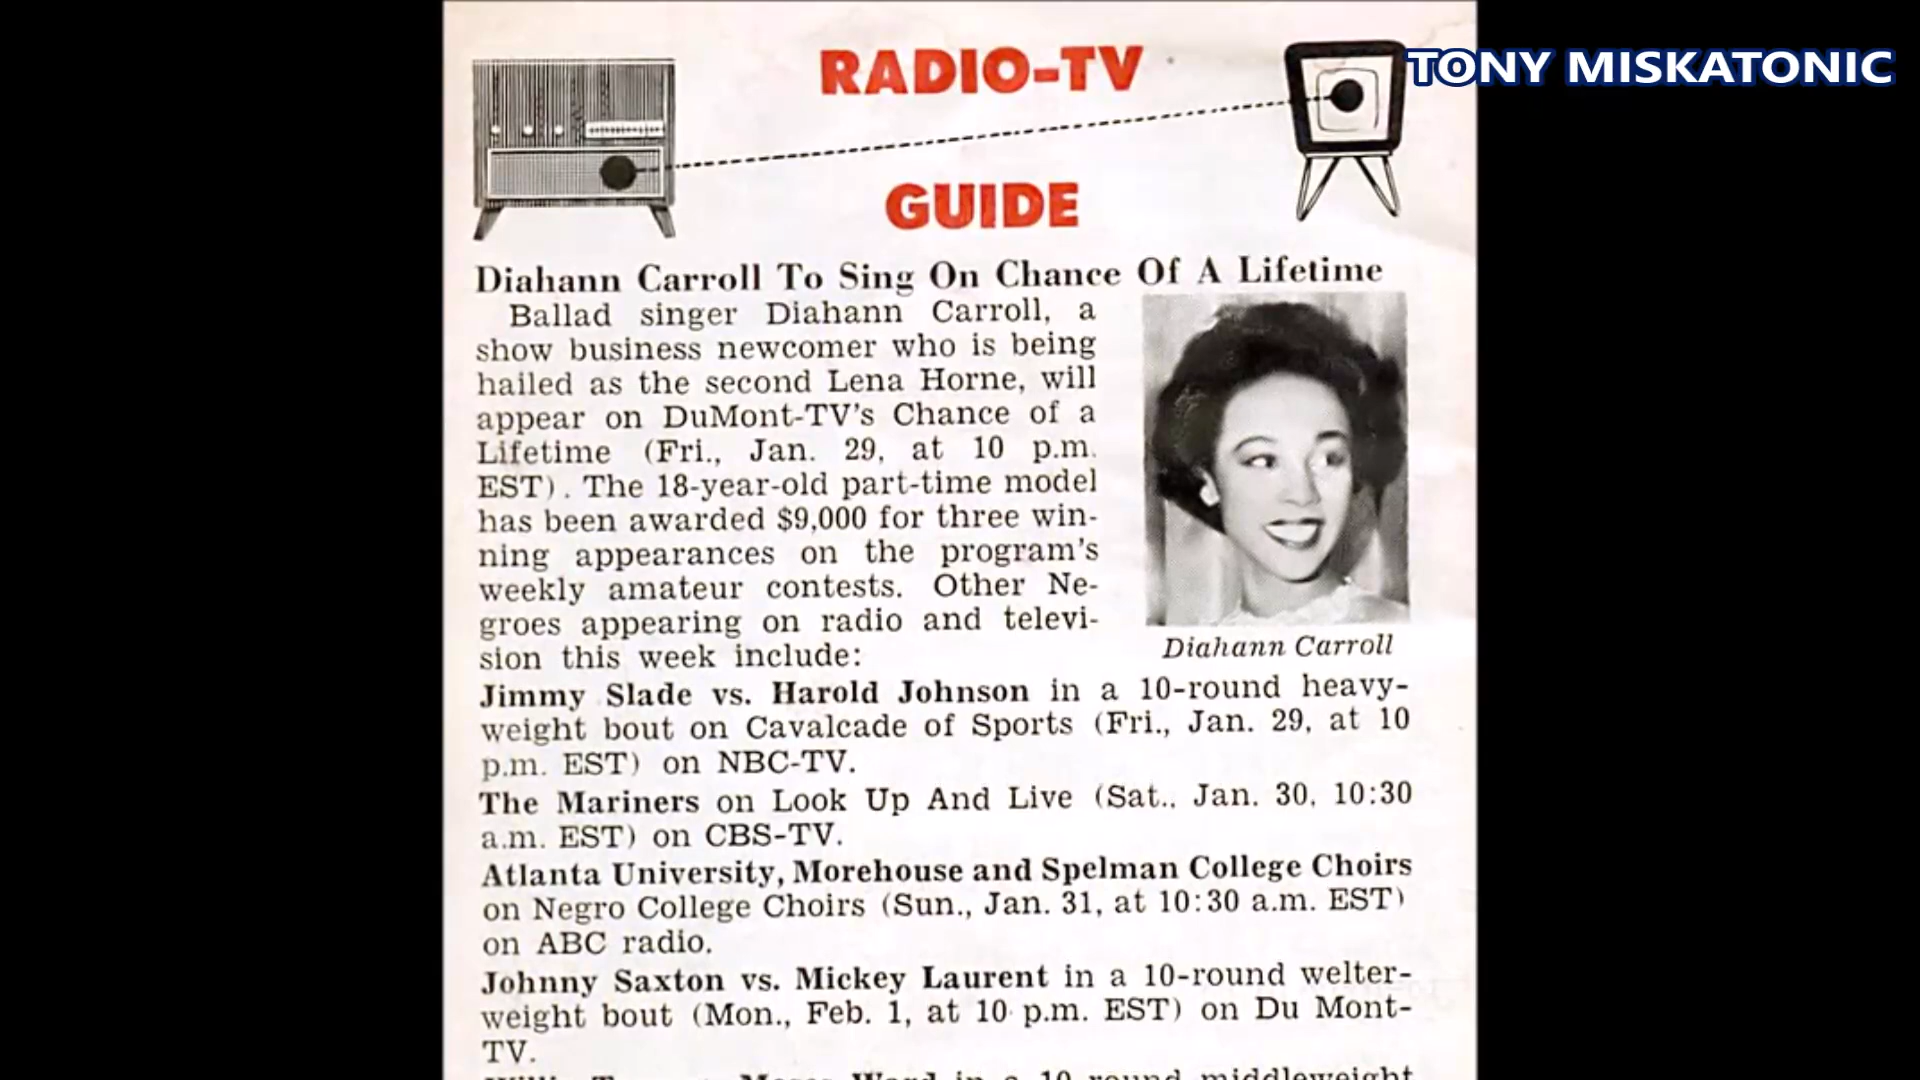 RADIO-TV
TONY MISKATONIC
GUIDE
Diahann Carroll To Sing On Chance Of A Lifetime
Ballad singer Diahann Carroll, a
show business newcomer who is being
hailed as the second Lena Horne, will
appear on DuMont-TV's Chance of a
Lifetime (Fri., Jan. 29, at 10 p.m.
EST). The 18-year-old part-time model
has been awarded $9,000 for three win-
ning appearances on the program's
weekly amateur contests. Other Ne-
groes appearing on radio and televi-
sion this week include:
Diahann Carroll
Jimmy Slade vs. Harold Johnson in a 10-round heavy-
weight bout on Cavalcade of Sports (Fri., Jan. 29, at 10
p.m. EST) on NBC-TV.
The Mariners on Look Up And Live (Sat., Jan. 30, 10:30
a.m. EST) on CBS-TV.
Atlanta University, Morehouse and Spelman College Choirs
on Negro College Choirs (Sun., Jan. 31, at 10:30 a.m. EST)
on ABC radio.
Johnny Saxton vs. Mickey Laurent in a 10-round welter-
weight bout (Mon., Feb. 1, at 10 p.m. EST) on Du Mont-
TV.
Moses Ward in a 10 round middleweight